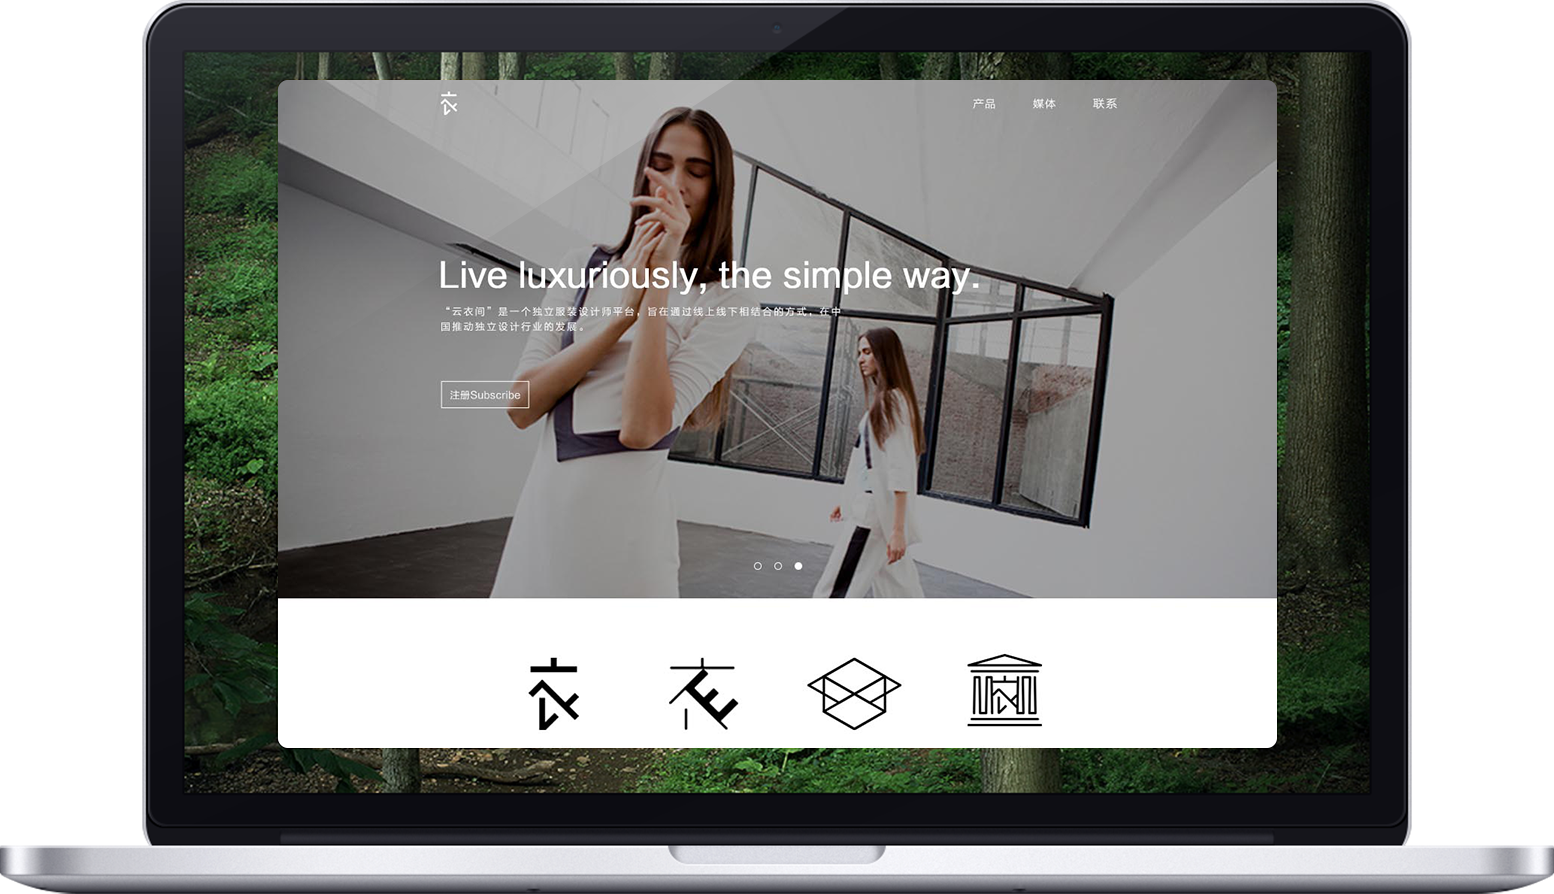 产品 媒体 联系
Live luxuriously, the simple way.
“云衣间”是一个独立服装设计师平台，旨在通过线上线下相结合的方式，在中
国推动独立设计行业的发展。
注册Subscribe